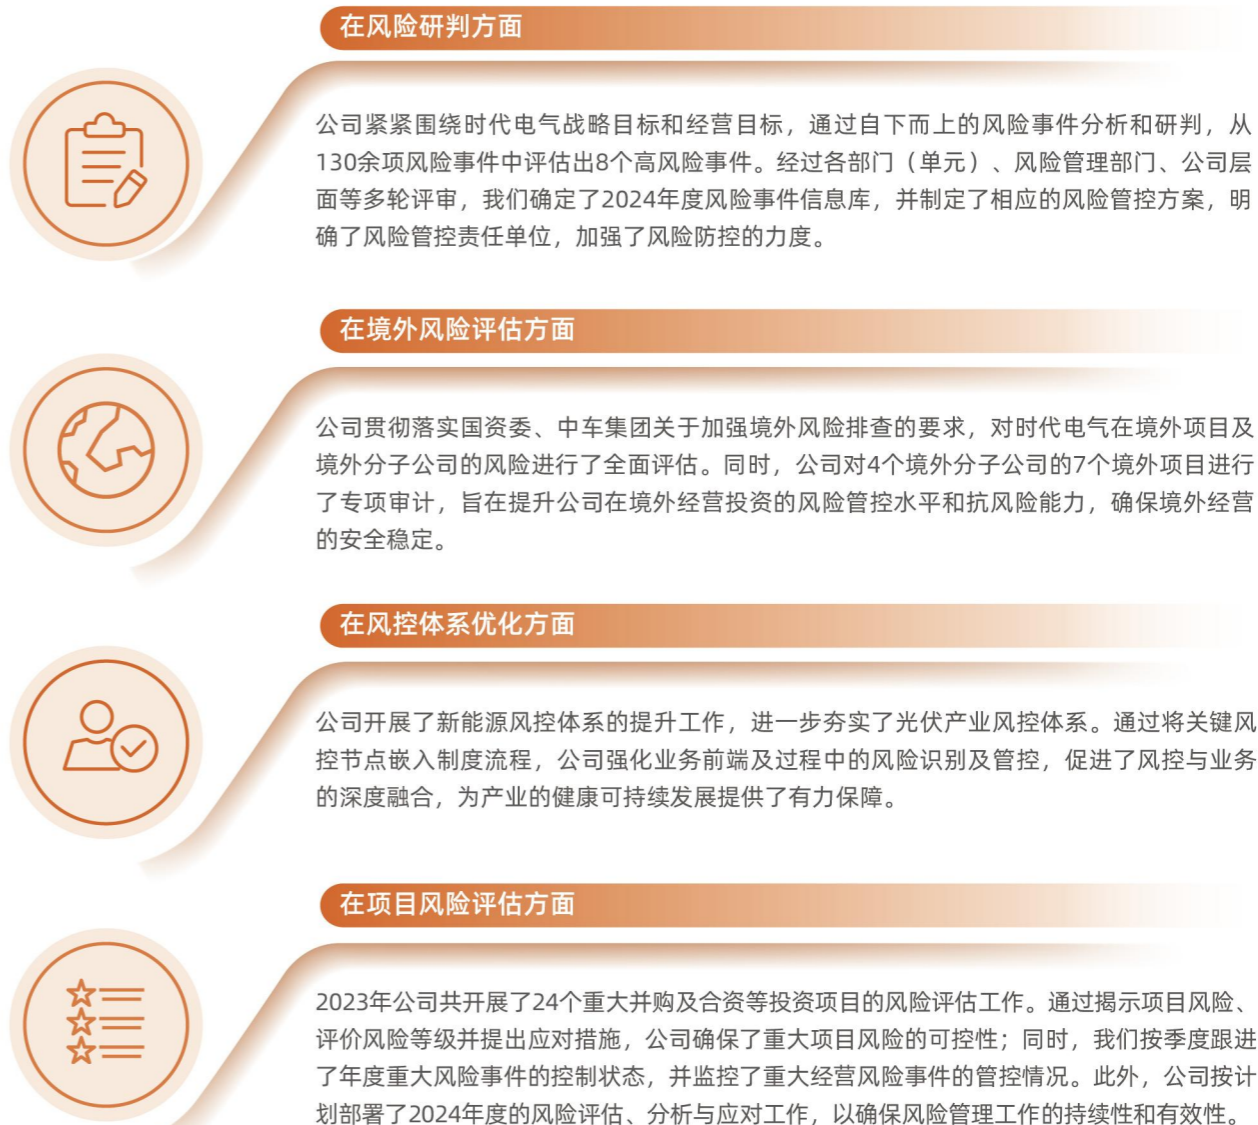 在风险研判方面
公司紧紧围绕时代电气战略目标和经营目标，通过自下而上的风险事件分析和研判，从
130余项风险事件中评估出8个高风险事件。经过各部门（单元）、风险管理部门、公司层
面等多轮评审，我们确定了2024年度风险事件信息库，并制定了相应的风险管控方案，明
确了风险管控责任单位，加强了风险防控的力度。
在境外风险评估方面
公司贯彻落实国资委、中车集团关于加强境外风险排查的要求，对时代电气在境外项目及
境外分子公司的风险进行了全面评估。同时，公司对4个境外分子公司的7个境外项目进行
了专项审计，旨在提升公司在境外经营投资的风险管控水平和抗风险能力，确保境外经营
的安全稳定。
在风控体系优化方面
公司开展了新能源风控体系的提升工作，进一步夯实了光伏产业风控体系。通过将关键风
控节点嵌入制度流程，公司强化业务前端及过程中的风险识别及管控，促进了风控与业务
的深度融合，为产业的健康可持续发展提供了有力保障。
在项目风险评估方面
2023年公司共开展了24个重大并购及合资等投资项目的风险评估工作。通过揭示项目风险、
评价风险等级并提出应对措施，公司确保了重大项目风险的可控性；同时，我们按季度跟进
了年度重大风险事件的控制状态，并监控了重大经营风险事件的管控情况。此外，公司按计
划部署了2024年度的风险评估、分析与应对工作，以确保风险管理工作的持续性和有效性。